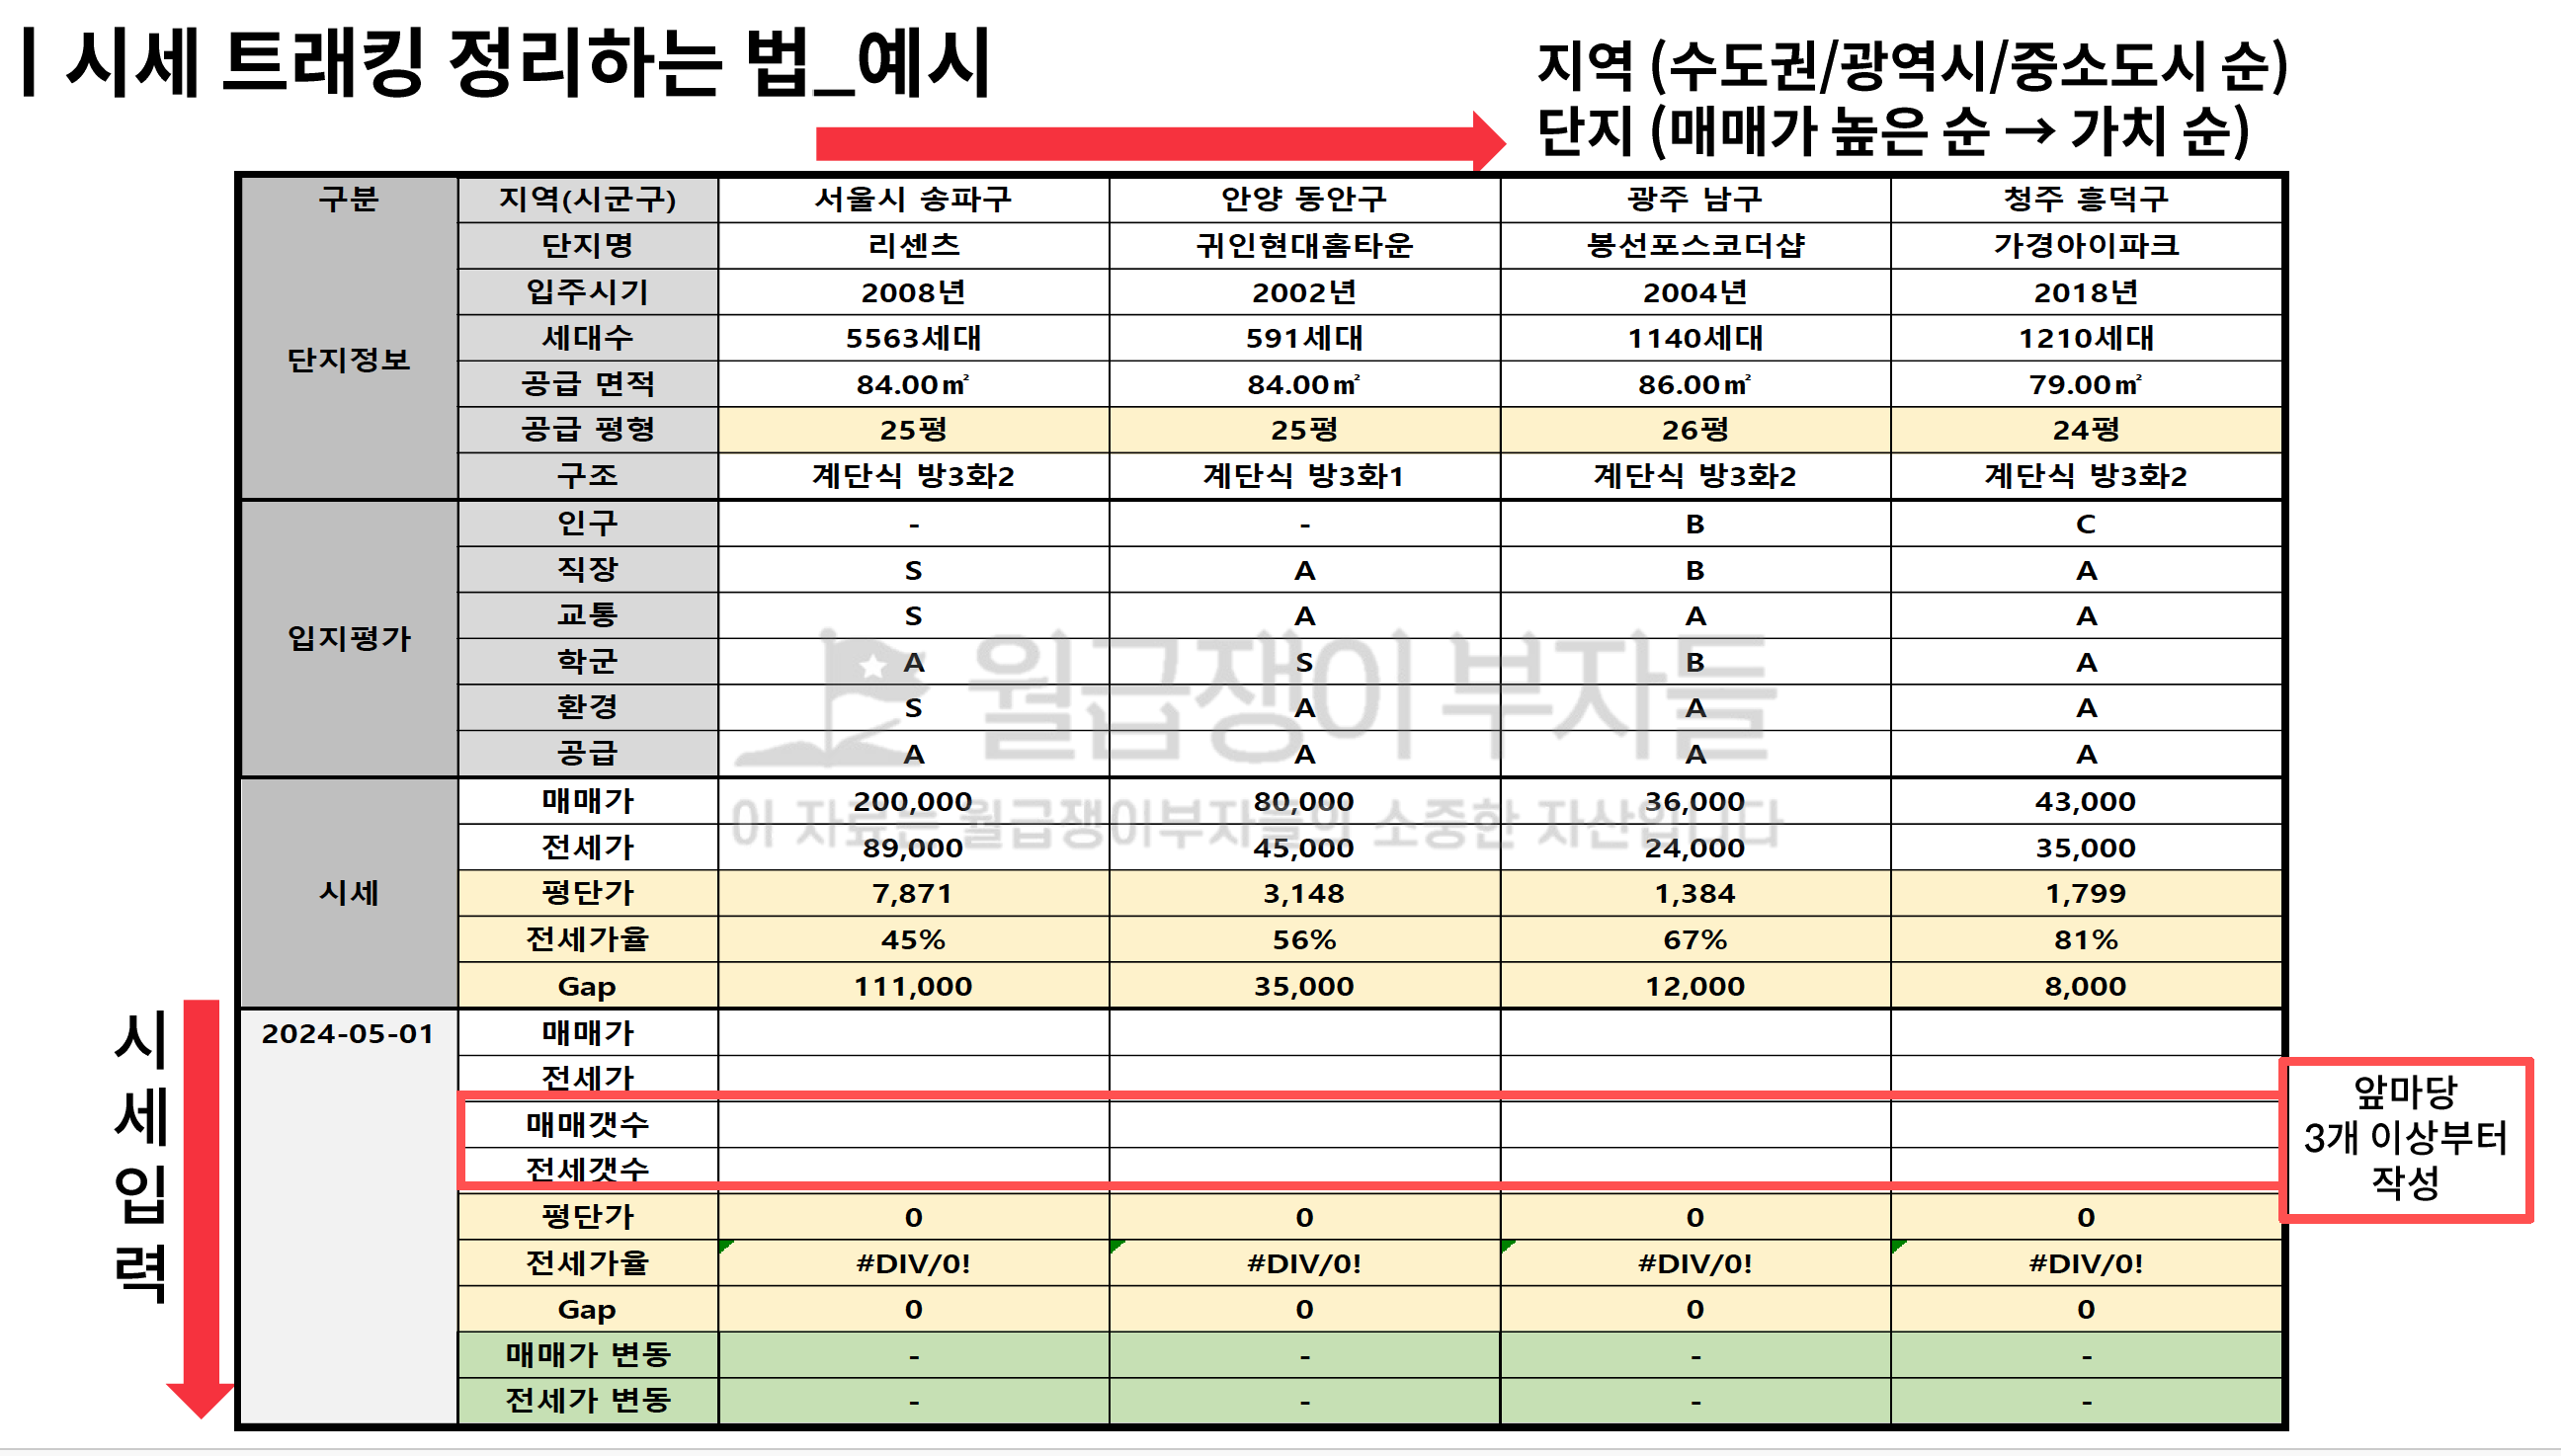 | 시세 트래킹 정리하는 법_예시
지역 (수도권/광역시/중소도시 순)
단지 (매매가 높은 순 → 가치 순)
구분 지역(시군구) 서울시 송파구 안양 동안구 광주 남구 청주 흥덕구
단지정보 단지명 리센츠 귀인현대홈타운 봉선포스코더샵 가경아이파크
입주시기 2008년 2002년 2004년 2018년
세대수 5563세대 591세대 1140세대 1210세대
공급 면적 84.00㎡ 84.00㎡ 86.00㎡ 79.00㎡
공급 평형 25평 25평 26평 24평
구조 계단식 방3화2 계단식 방3화1 계단식 방3화2 계단식 방3화2
입지평가 인구 - - B C
직장 S A B A
교통 S A A A
학군 A S B A
환경 S A A A
공급 A A A A
월급쟁이부자들
이 자료는 월급쟁이부자들의 소중한 자산입니다
시세 매매가 200,000 80,000 36,000 43,000
전세가 89,000 45,000 24,000 35,000
평단가 7,871 3,148 1,384 1,799
전세가율 45% 56% 67% 81%
Gap 111,000 35,000 12,000 8,000
시세입력
2024-05-01 매매가
전세가
매매갯수
전세갯수
앞마당
3개 이상부터
작성
평단가 0 0 0 0
전세가율 #DIV/0! #DIV/0! #DIV/0! #DIV/0!
Gap 0 0 0 0
매매가 변동 - - - -
전세가 변동 - - - -